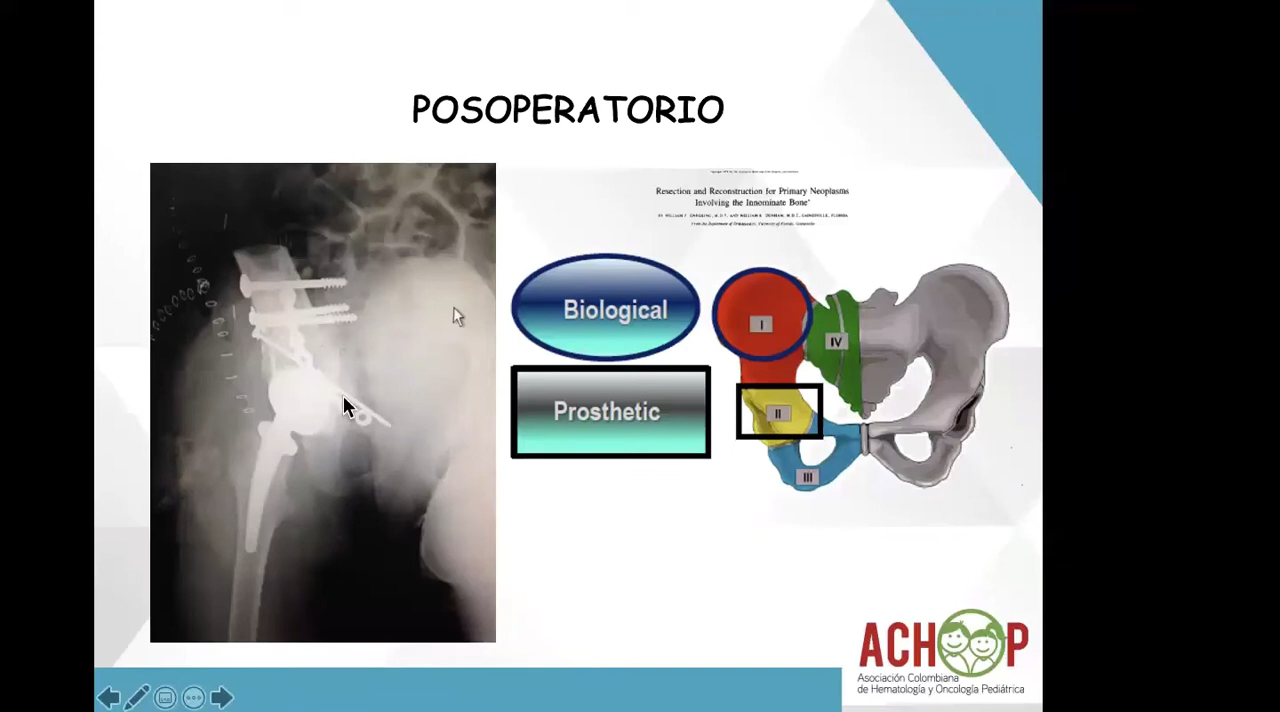 POSOPERATORIO
Resection and Reconstruction for Primary Neoplasms
Involving the Innominate Bone*
Biological
Prosthetic
I
IV
II
III
ACHOP
Asociación Colombiana
de Hematología y Oncología Pediátrica